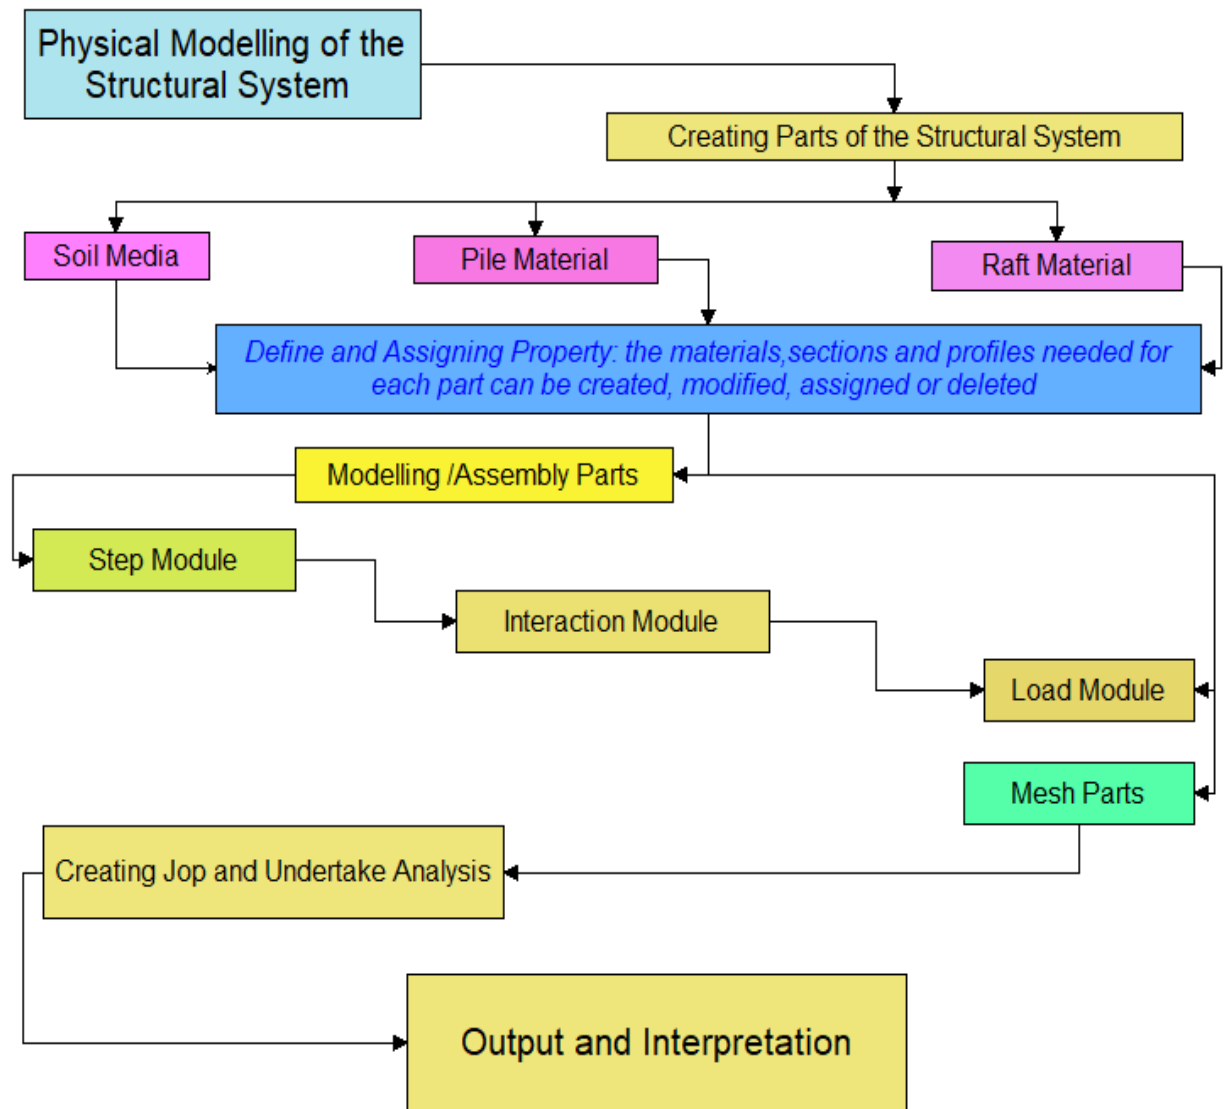 Physical Modelling of the
Structural System
Creating Parts of the Structural System
Soil Media
Pile Material
Raft Material
Define and Assigning Property: the materials,sections and profiles needed for
each part can be created, modified, assigned or deleted
Modelling /Assembly Parts
Step Module
Interaction Module
Load Module
Mesh Parts
Creating Jop and Undertake Analysis
Output and Interpretation